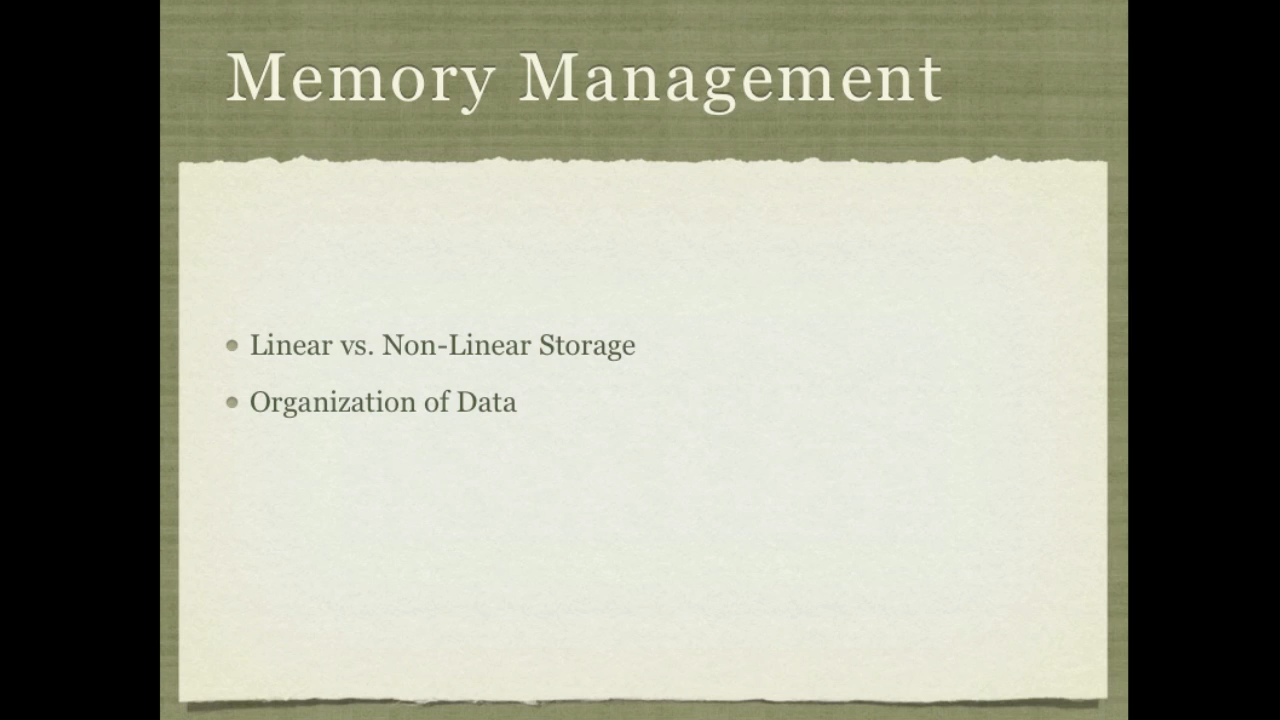 Memory Management
Linear vs. Non-Linear Storage
Organization of Data